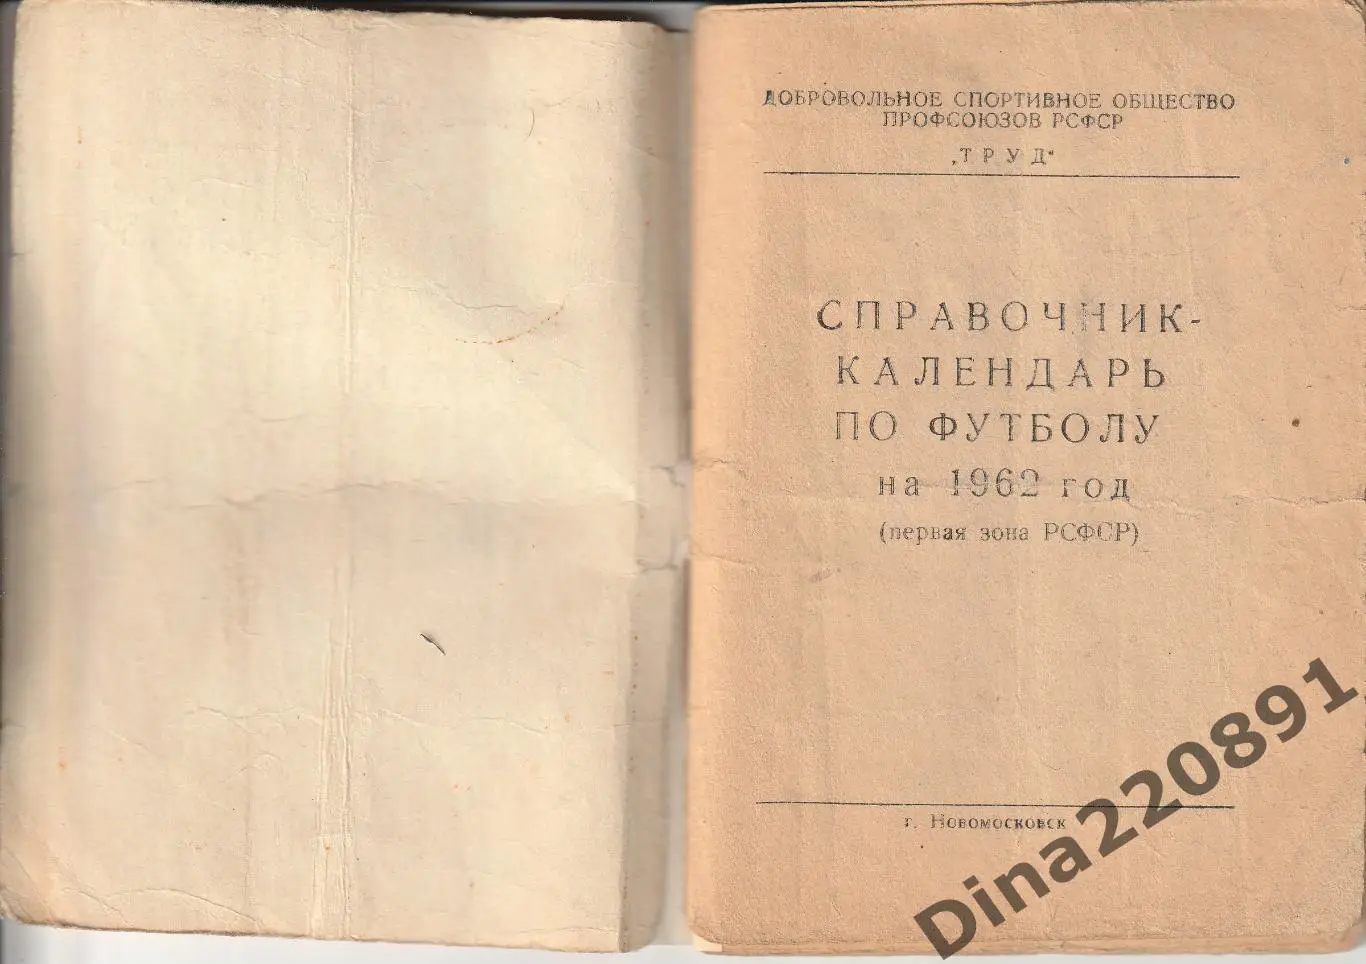 ДОБРОВОЛЬНОЕ СПОРТИВНОЕ ОБЩЕСТВО
ПРОФСОЮЗОВ РСФСР
„ТРУД“
СПРАВОЧНИК-
КАЛЕНДАРЬ
ПО ФУТБОЛУ
на 1962 год
(первая зона РСФСР)
г. Новомосковск
Dina220891